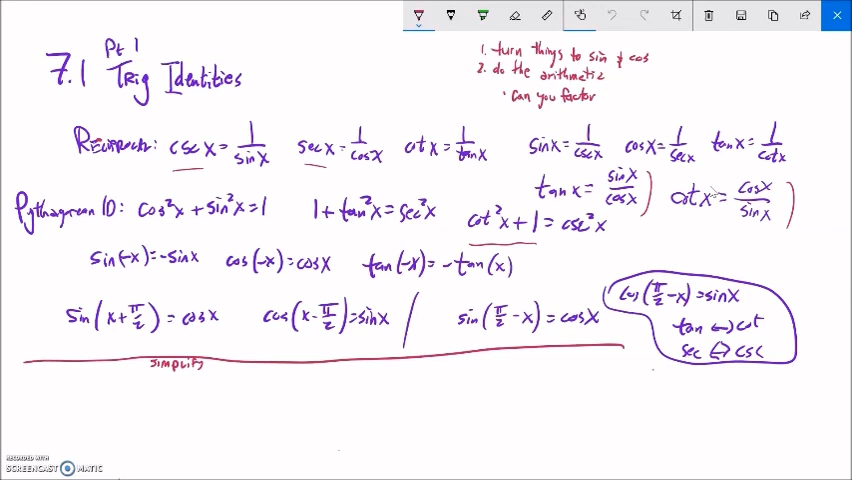 Pt 1
7.1 Trig Identities
1. turn things to sin & cos
2. do the arithmetic
· can you factor
Reciprocal: csc x = 1/sin x   sec x = 1/cos x   cot x = 1/tan x   sin x = 1/csc x   cos x = 1/sec x   tan x = 1/cot x
tan x = sin x/cos x   cot x = cos x/sin x
Pythagorean ID: cos²x + sin²x = 1   1 + tan²x = sec²x   cot²x + 1 = csc²x
sin(-x) = -sin x   cos(-x) = cos x   tan(-x) = -tan(x)
sin(x + π/2) = cos x   cos(x - π/2) = sin x / sin(π/2 - x) = cos x
cos(π/2 - x) = sin x
tan ↔ cot
sec ↔ csc
simplify
RECORDED WITH
SCREENCAST MATIC